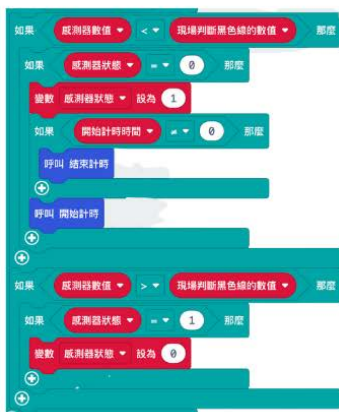 如果 感測器數值 < 現場判斷黑色線的數值 那麼
如果 感測器狀態 = 0 那麼
變數 感測器狀態 設為 1
如果 開始計時時間 ≠ 0 那麼
呼叫 結束計時
呼叫 開始計時
如果 感測器數值 > 現場判斷黑色線的數值 那麼
如果 感測器狀態 = 1 那麼
變數 感測器狀態 設為 0